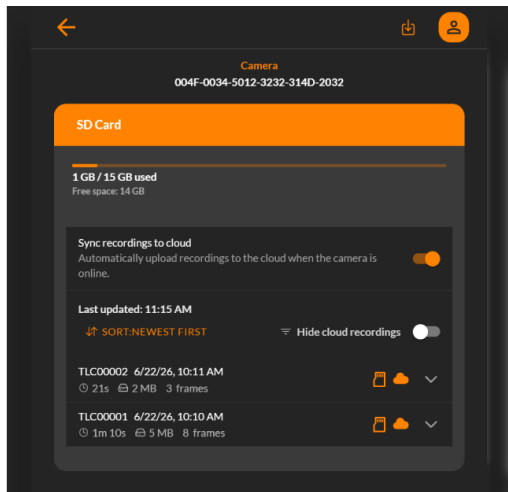 Camera
004F-0034-5012-3232-314D-2032
SD Card
1 GB / 15 GB used
Free space: 14 GB
Sync recordings to cloud
Automatically upload recordings to the cloud when the camera is
online.
Last updated: 11:15 AM
SORT:NEWEST FIRST Hide cloud recordings
TLC00002 6/22/26, 10:11 AM
21s 2 MB 3 frames
TLC00001 6/22/26, 10:10 AM
1m 10s 5 MB 8 frames